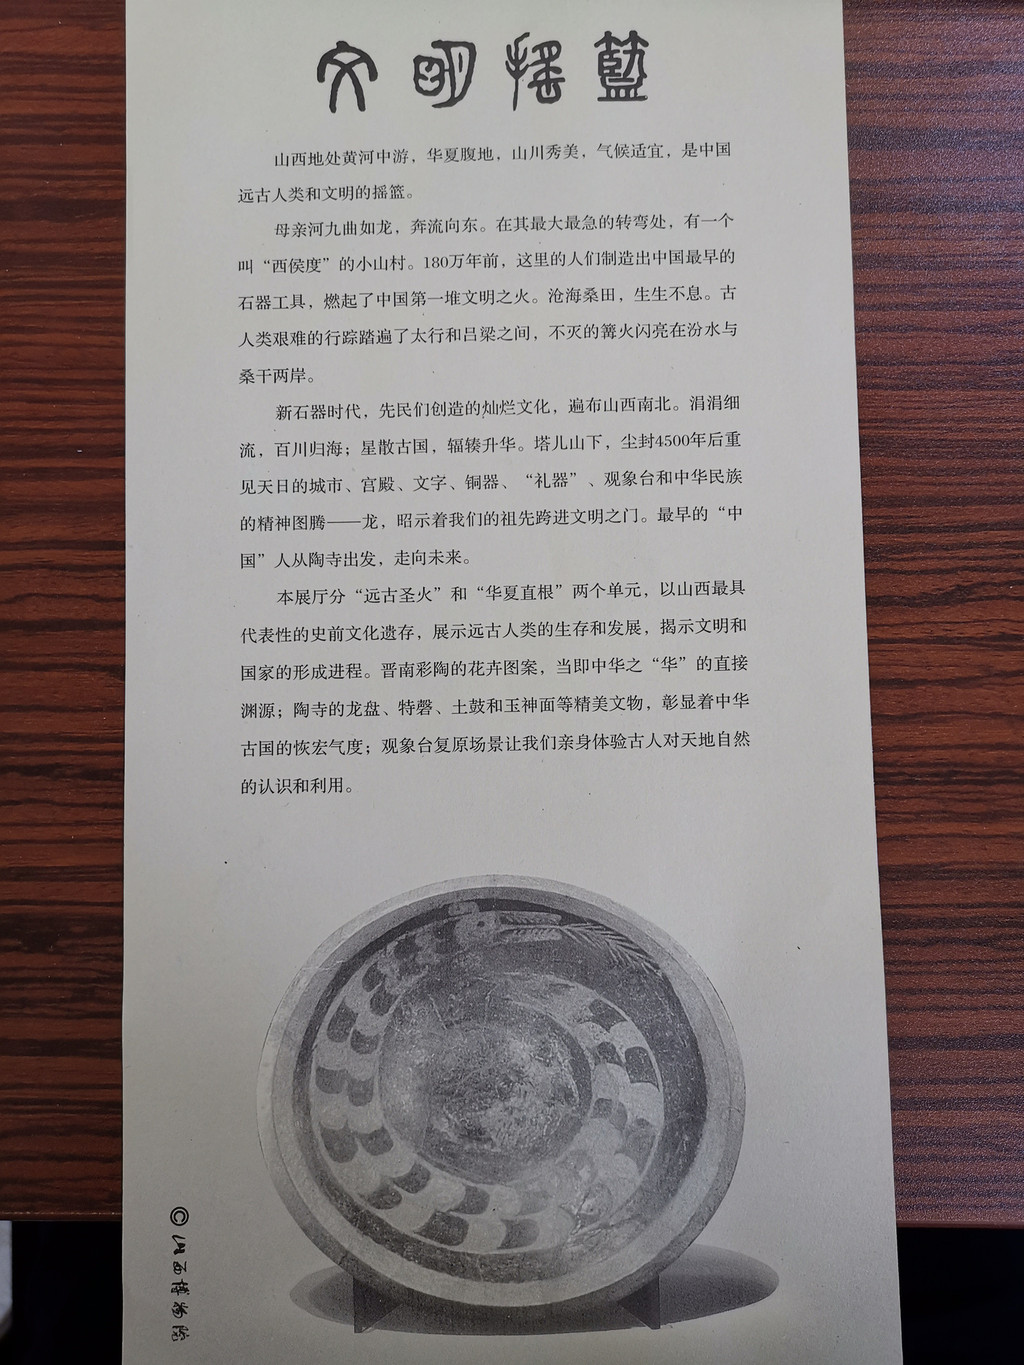 文明摇蓝
山西地处黄河中游，华夏腹地，山川秀美，气候适宜，是中国
远古人类和文明的摇篮。
母亲河九曲如龙，奔流向东。在其最大最急的转弯处，有一个
叫“西侯度”的小山村。180万年前，这里的人们制造出中国最早的
石器工具，燃起了中国第一堆文明之火。沧海桑田，生生不息。古
人类艰难的行踪踏遍了太行和吕梁之间，不灭的篝火闪亮在汾水与
桑干两岸。
新石器时代，先民们创造的灿烂文化，遍布山西南北。涓涓细
流，百川归海；星散古国，辐辏升华。塔儿山下，尘封4500年后重
见天日的城市、宫殿、文字、铜器、“礼器”、观象台和中华民族
的精神图腾——龙，昭示着我们的祖先跨进文明之门。最早的“中
国”人从陶寺出发，走向未来。
本展厅分“远古圣火”和“华夏直根”两个单元，以山西最具
代表性的史前文化遗存，展示远古人类的生存和发展，揭示文明和
国家的形成进程。晋南彩陶的花卉图案，当即中华之“华”的直接
渊源；陶寺的龙盘、特磬、土鼓和玉神面等精美文物，彰显着中华
古国的恢宏气度；观象台复原场景让我们亲身体验古人对天地自然
的认识和利用。
©山西博物院